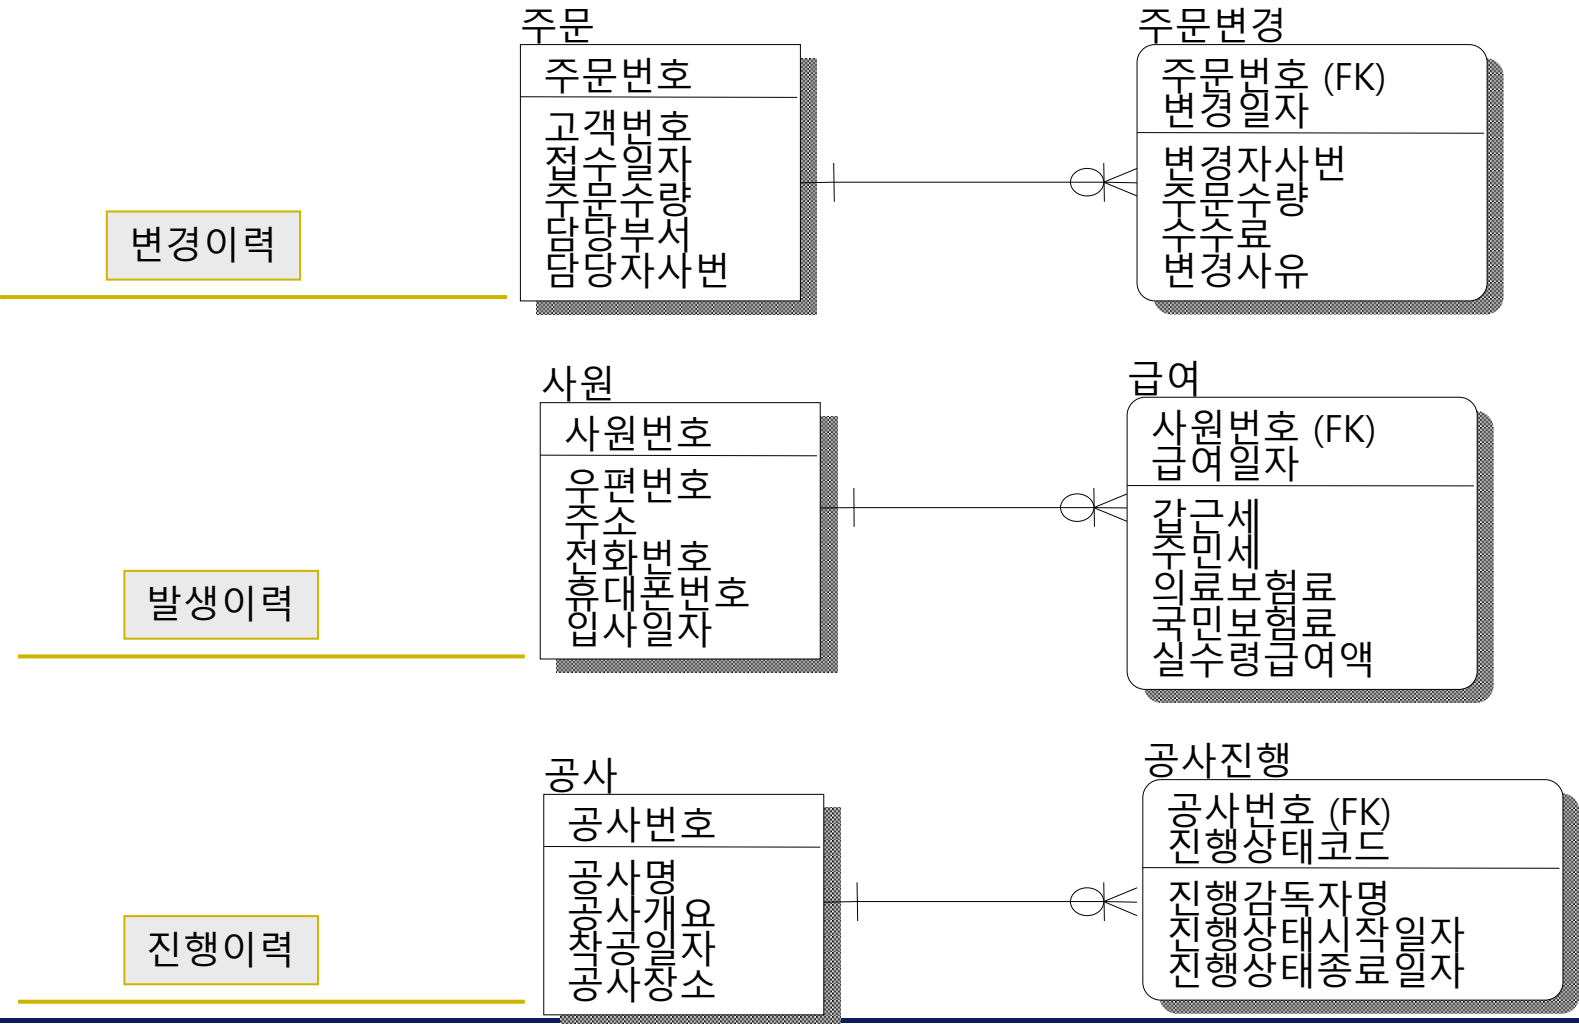 주문
주문번호
고객번호
접수일자
주문수량
담당부서
담당자사번
주문변경
주문번호 (FK)
변경일자
변경자사번
주문수량
수수료
변경사유
변경이력
사원
사원번호
우편번호
주소
전화번호
휴대폰번호
입사일자
급여
사원번호 (FK)
급여일자
갑근세
주민세
의료보험료
국민보험료
실수령급여액
발생이력
공사
공사번호
공사명
공사개요
착공일자
공사장소
공사진행
공사번호 (FK)
진행상태코드
진행감독자명
진행상태시작일자
진행상태종료일자
진행이력